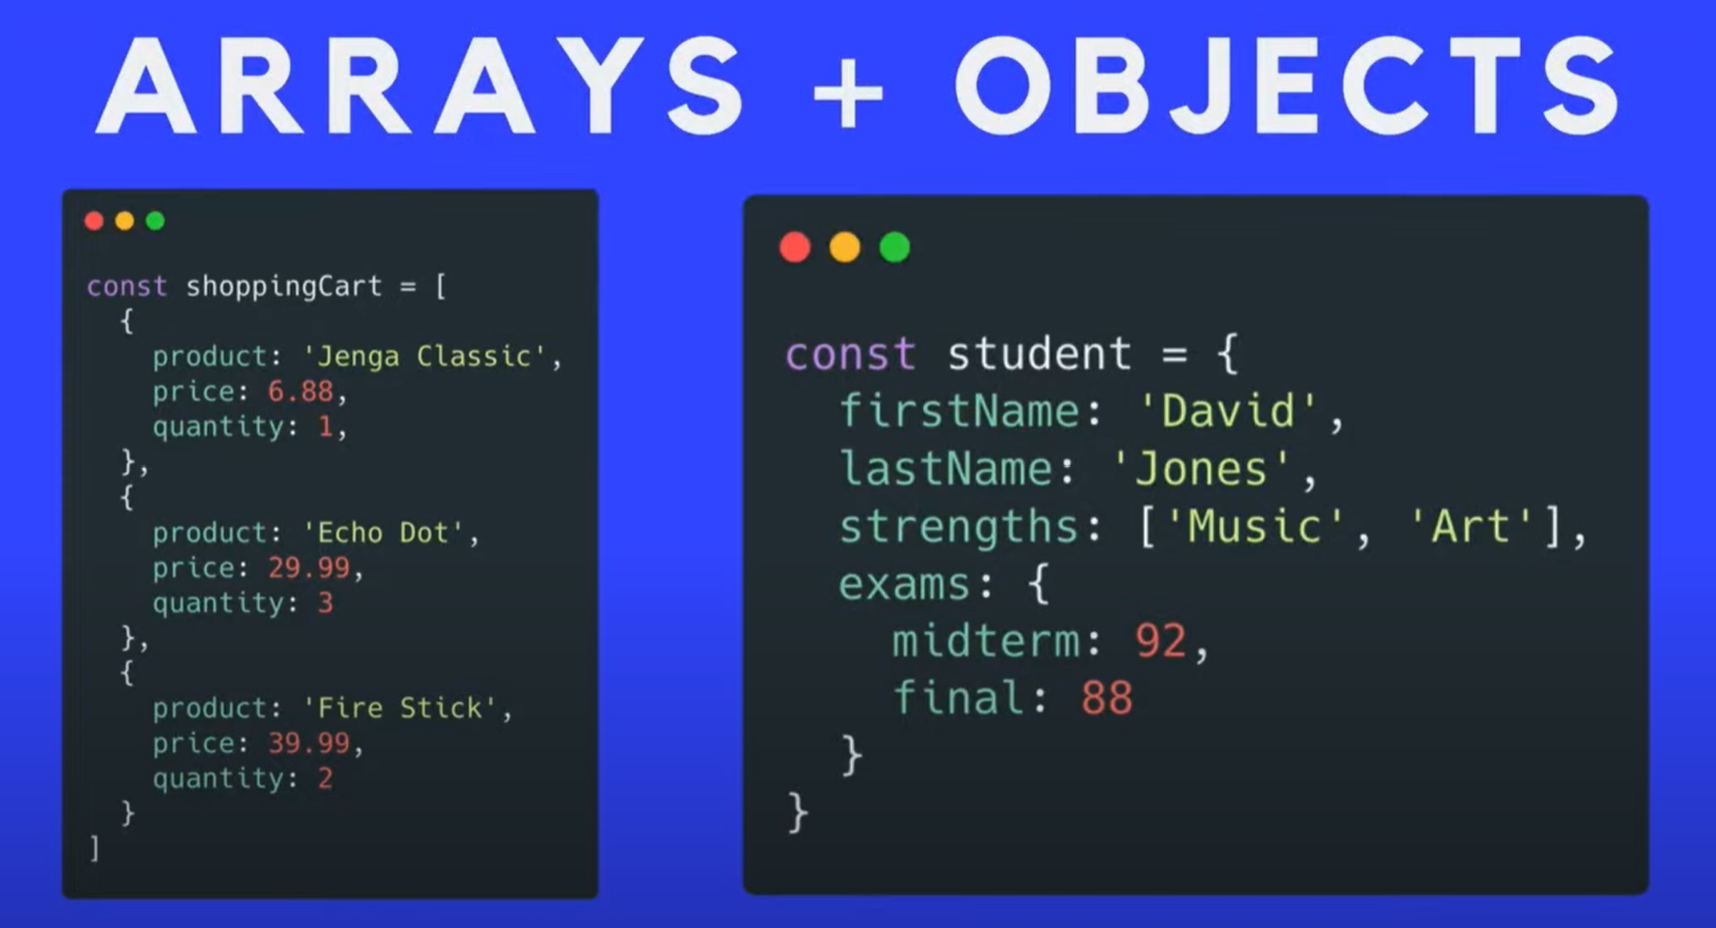 ARRAYS + OBJECTS
const shoppingCart = [
  {
    product: 'Jenga Classic',
    price: 6.88,
    quantity: 1,
  },
  {
    product: 'Echo Dot',
    price: 29.99,
    quantity: 3
  },
  {
    product: 'Fire Stick',
    price: 39.99,
    quantity: 2
  }
]
const student = {
  firstName: 'David',
  lastName: 'Jones',
  strengths: ['Music', 'Art'],
  exams: {
    midterm: 92,
    final: 88
  }
}